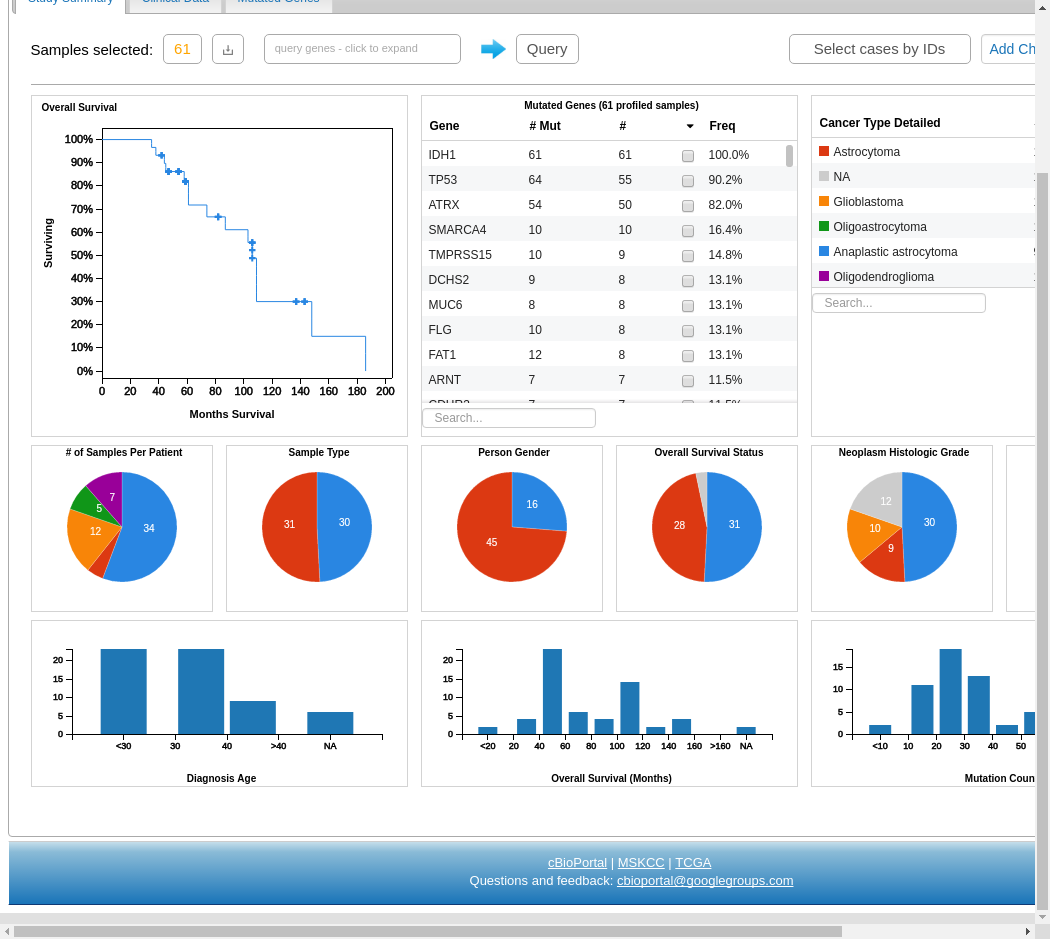 Study Summary Clinical Data Mutated Genes
Samples selected: 61 query genes - click to expand Query Select cases by IDs Add Ch
Overall Survival
100%
90%
80%
70%
60%
50%
40%
30%
20%
10%
0%
Surviving
0 20 40 60 80 100 120 140 160 180 200
Months Survival
Mutated Genes (61 profiled samples)
Gene # Mut # Freq
IDH1 61 61 100.0%
TP53 64 55 90.2%
ATRX 54 50 82.0%
SMARCA4 10 10 16.4%
TMPRSS15 10 9 14.8%
DCHS2 9 8 13.1%
MUC6 8 8 13.1%
FLG 10 8 13.1%
FAT1 12 8 13.1%
ARNT 7 7 11.5%
Search...
Cancer Type Detailed
Astrocytoma
NA
Glioblastoma
Oligoastrocytoma
Anaplastic astrocytoma
Oligodendroglioma
Search...
# of Samples Per Patient
7
5
12
34
Sample Type
31 30
Person Gender
16
45
Overall Survival Status
28 31
Neoplasm Histologic Grade
12
10
9
30
20
15
10
5
0
<30 30 40 >40 NA
Diagnosis Age
20
15
10
5
0
<20 20 40 60 80 100 120 140 160 >160 NA
Overall Survival (Months)
15
10
5
0
<10 10 20 30 40 50
Mutation Coun
cBioPortal | MSKCC | TCGA
Questions and feedback: cbioportal@googlegroups.com